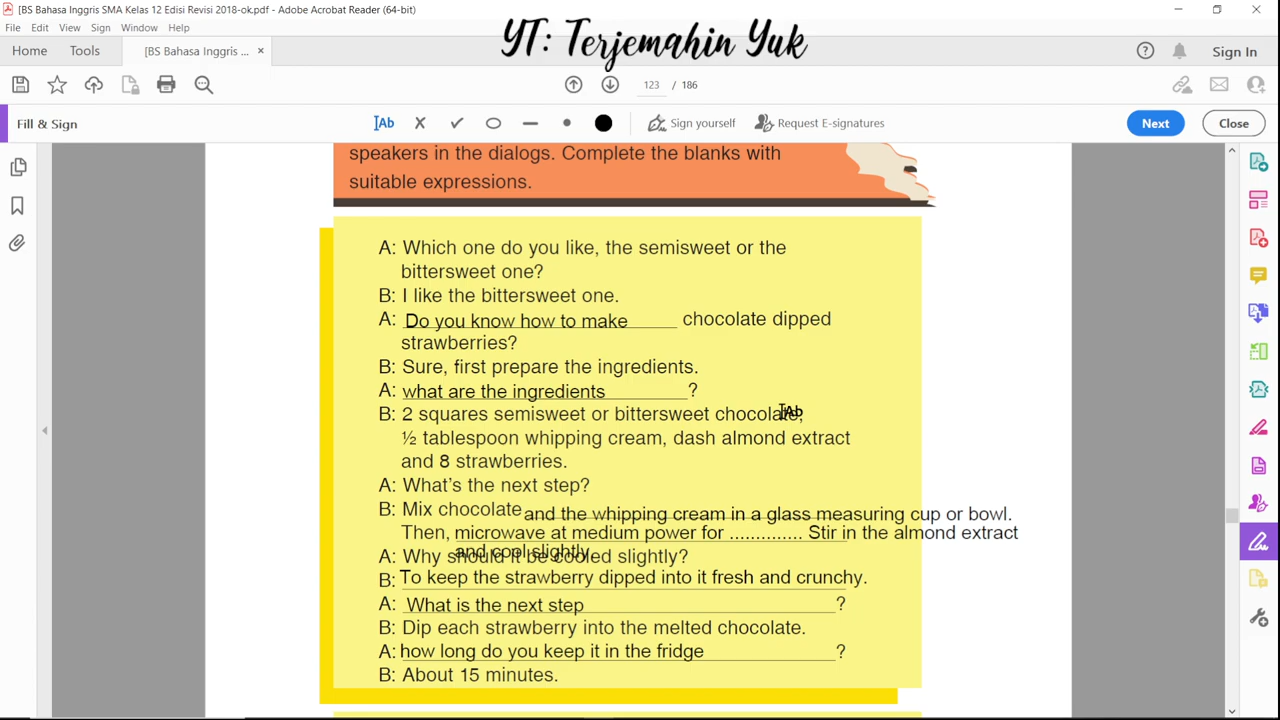 [BS Bahasa Inggris SMA Kelas 12 Edisi Revisi 2018-ok.pdf - Adobe Acrobat Reader (64-bit)
YT: Terjemahin Yuk
File Edit View Sign Window Help
Home Tools [BS Bahasa Inggris ... × Sign In
123 / 186
Fill & Sign Ab Sign yourself Request E-signatures Next Close
speakers in the dialogs. Complete the blanks with
suitable expressions.
A: Which one do you like, the semisweet or the
bittersweet one?
B: I like the bittersweet one.
A: Do you know how to make chocolate dipped
strawberries?
B: Sure, first prepare the ingredients.
A: what are the ingredients ?
B: 2 squares semisweet or bittersweet chocolate,
½ tablespoon whipping cream, dash almond extract
and 8 strawberries.
A: What's the next step?
B: Mix chocolate and the whipping cream in a glass measuring cup or bowl.
Then, microwave at medium power for .............. Stir in the almond extract
and cool slightly.
A: Why should it be cooled slightly?
B: To keep the strawberry dipped into it fresh and crunchy.
A: What is the next step ?
B: Dip each strawberry into the melted chocolate.
A: how long do you keep it in the fridge ?
B: About 15 minutes.